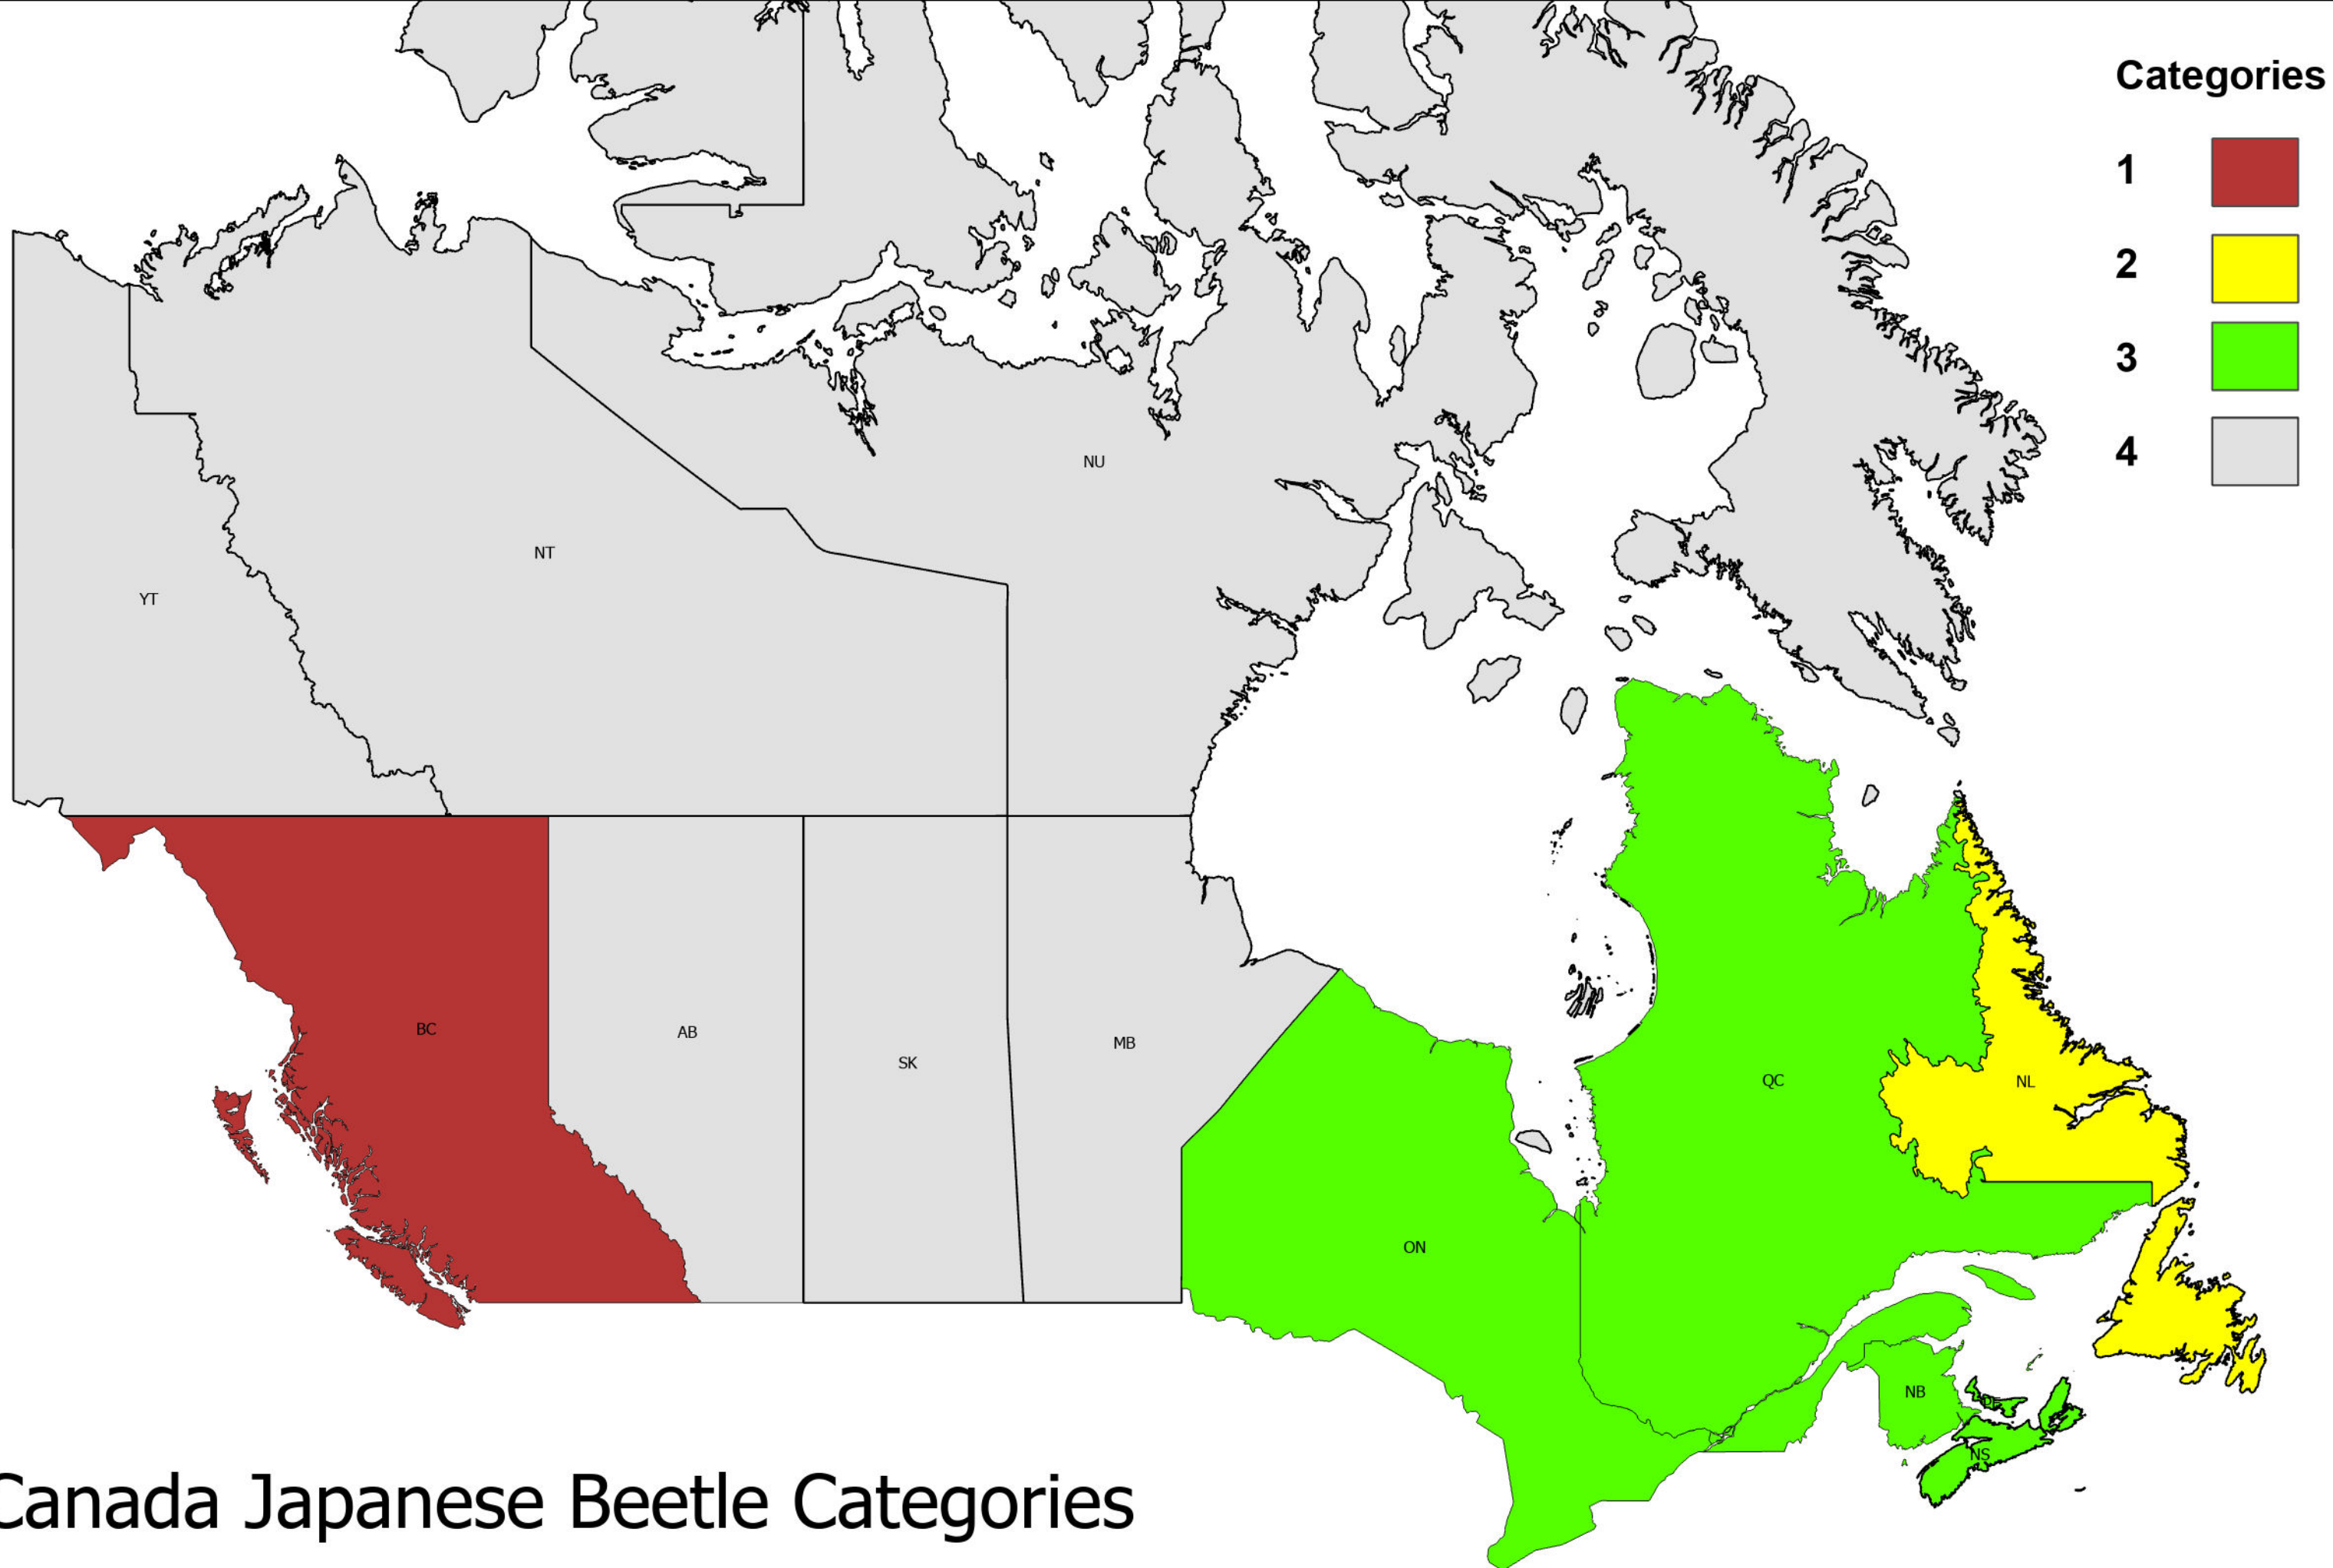 Categories
1
2
3
4
NU
NT
YT
BC
AB
SK
MB
ON
QC
NL
NB
PE
NS
Canada Japanese Beetle Categories